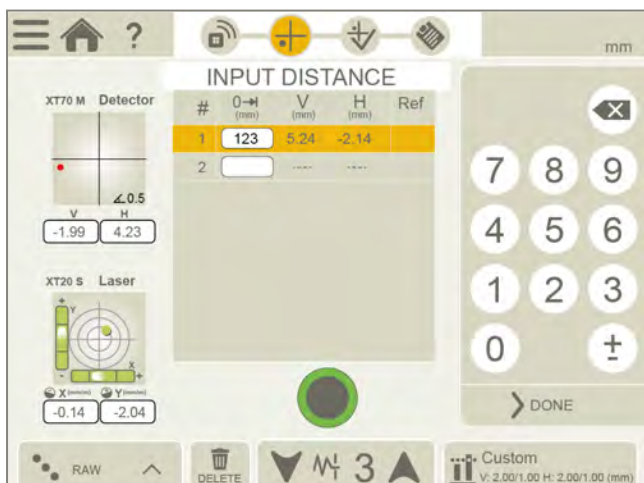 ?
mm
INPUT DISTANCE
XT70 M Detector
# 0 V H Ref
(mm) (mm) (mm)
1 123 5.24 -2.14
2 ---- ----
∡0.5
V H
-1.99 4.23
XT20 S Laser
+
Y
X
- +
X (mm/m) Y (mm/m)
-0.14 -2.04
7 8 9
4 5 6
1 2 3
0 ±
DONE
RAW
DELETE
3
Custom
V: 2.00/1.00 H: 2.00/1.00 (mm)